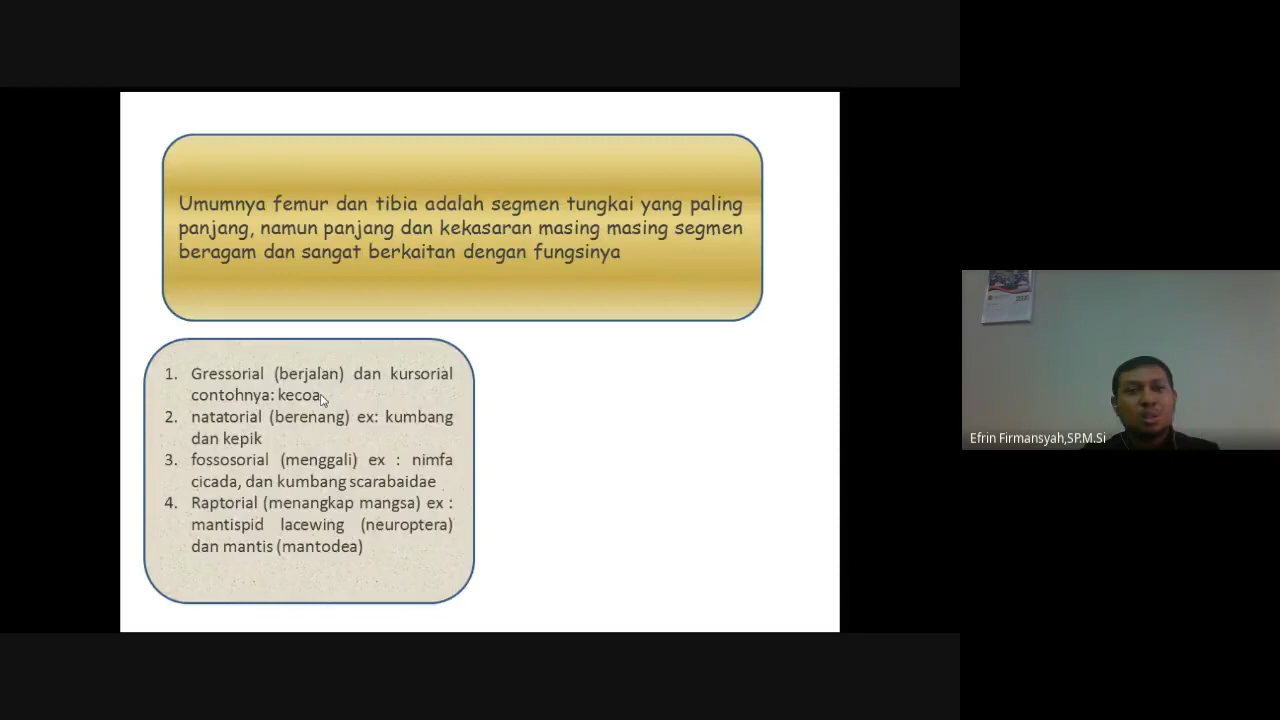 Umumnya femur dan tibia adalah segmen tungkai yang paling
panjang, namun panjang dan kekasaran masing masing segmen
beragam dan sangat berkaitan dengan fungsinya
1. Gressorial (berjalan) dan kursorial
contohnya: kecoa
2. natatorial (berenang) ex: kumbang
dan kepik
3. fossosorial (menggali) ex : nimfa
cicada, dan kumbang scarabaidae
4. Raptorial (menangkap mangsa) ex :
mantispid lacewing (neuroptera)
dan mantis (mantodea)
Efrin Firmansyah,SP.M.Si